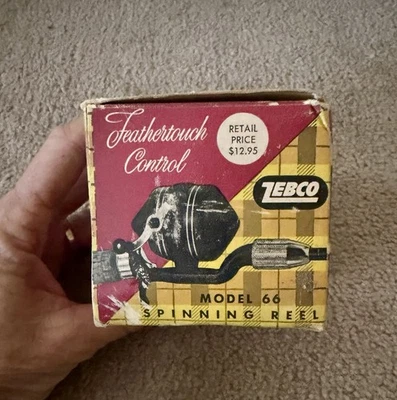 Feathertouch
Control
RETAIL
PRICE
$12.95
ZEBCO
MODEL 66
SPINNING REEL